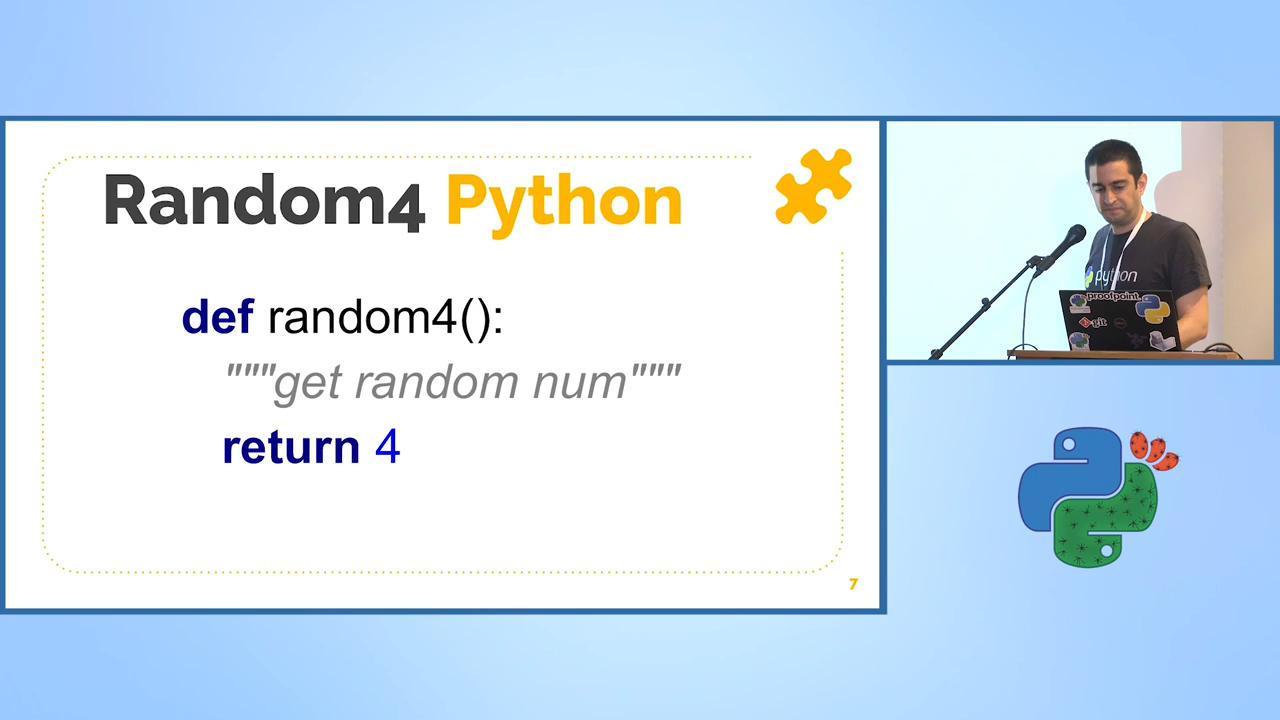 Random4 Python
def random4():
"""get random num"""
return 4
7
python
proofpoint.
git